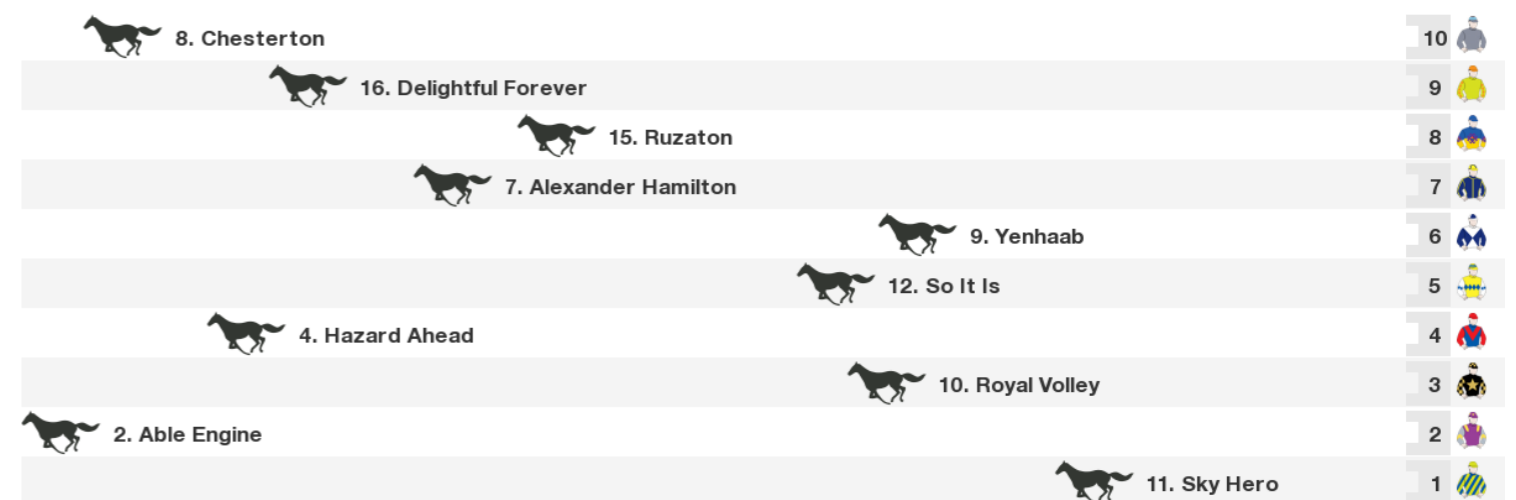 8. Chesterton 10
16. Delightful Forever 9
15. Ruzaton 8
7. Alexander Hamilton 7
9. Yenhaab 6
12. So It Is 5
4. Hazard Ahead 4
10. Royal Volley 3
2. Able Engine 2
11. Sky Hero 1